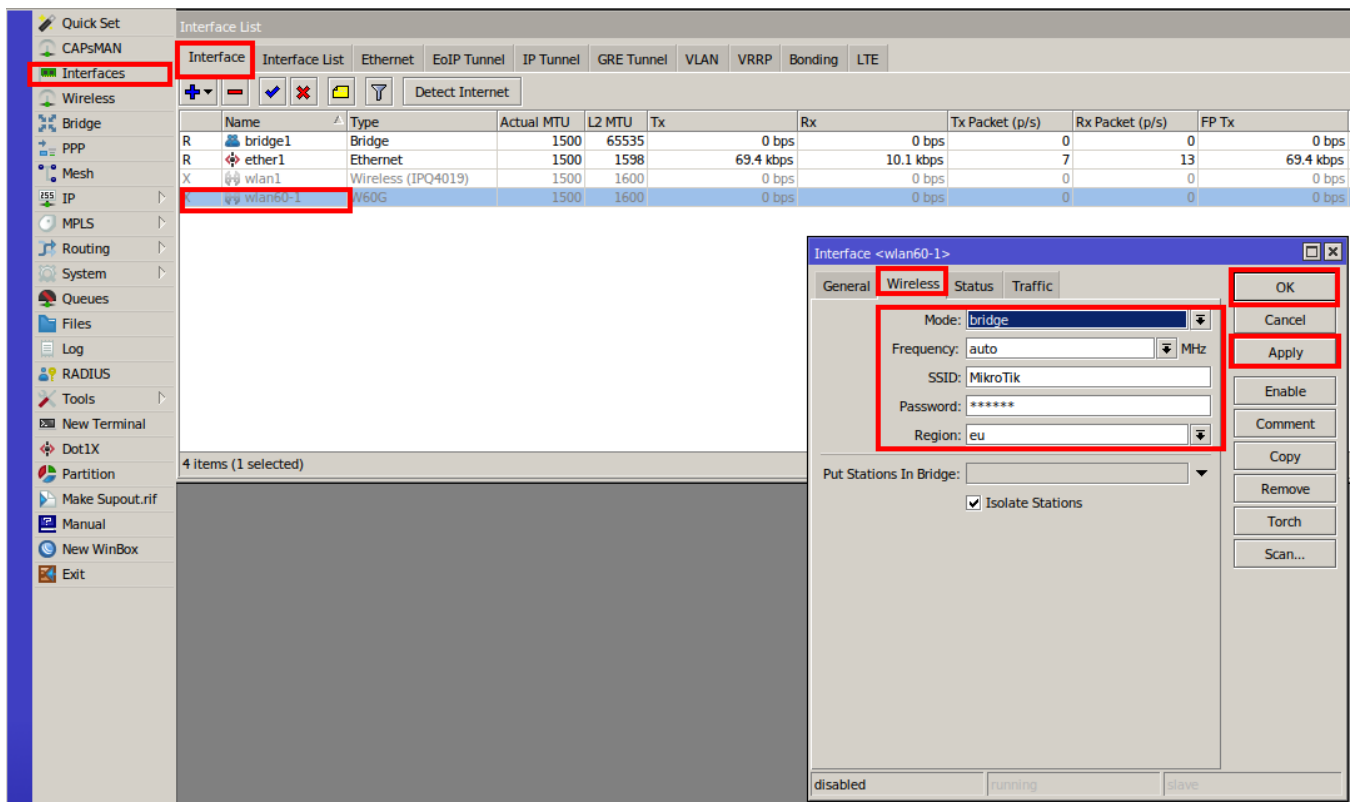 Quick Set
CAPsMAN
Interfaces
Wireless
Bridge
PPP
Mesh
IP
MPLS
Routing
System
Queues
Files
Log
RADIUS
Tools
New Terminal
Dot1X
Partition
Make Supout.rif
Manual
New WinBox
Exit
Interface List
Interface Interface List Ethernet EoIP Tunnel IP Tunnel GRE Tunnel VLAN VRRP Bonding LTE
Detect Internet
Name Type Actual MTU L2 MTU Tx Rx Tx Packet (p/s) Rx Packet (p/s) FP Tx
R bridge1 Bridge 1500 65535 0 bps 0 bps 0 0 0 bps
R ether1 Ethernet 1500 1598 69.4 kbps 10.1 kbps 7 13 69.4 kbps
X wlan1 Wireless (IPQ4019) 1500 1600 0 bps 0 bps 0 0 0 bps
X wlan60-1 W60G 1500 1600 0 bps 0 bps 0 0 0 bps
4 items (1 selected)
Interface <wlan60-1>
General Wireless Status Traffic
Mode: bridge
Frequency: auto MHz
SSID: MikroTik
Password: ******
Region: eu
Put Stations In Bridge:
Isolate Stations
OK
Cancel
Apply
Enable
Comment
Copy
Remove
Torch
Scan...
disabled running slave